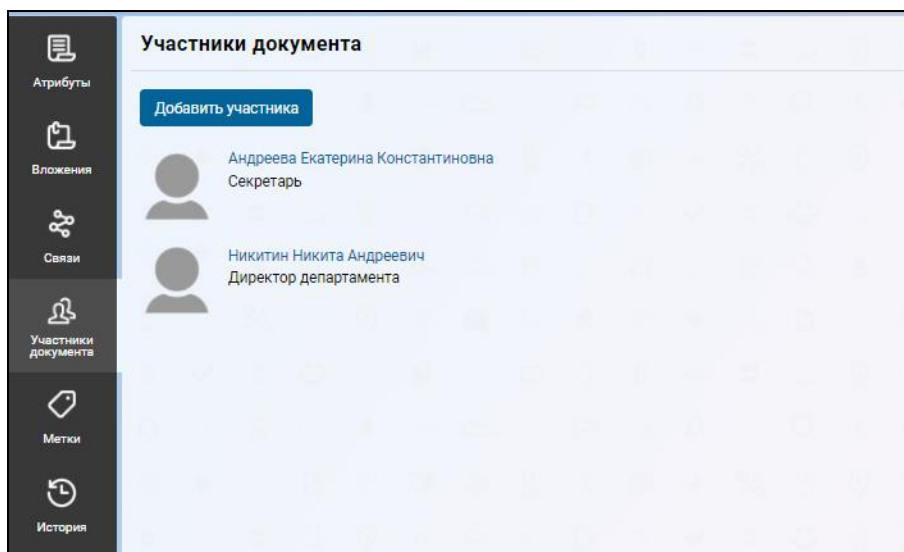 Атрибуты
Вложения
Связи
Участники
документа
Метки
История
Участники документа
Добавить участника
Андреева Екатерина Константиновна
Секретарь
Никитин Никита Андреевич
Директор департамента